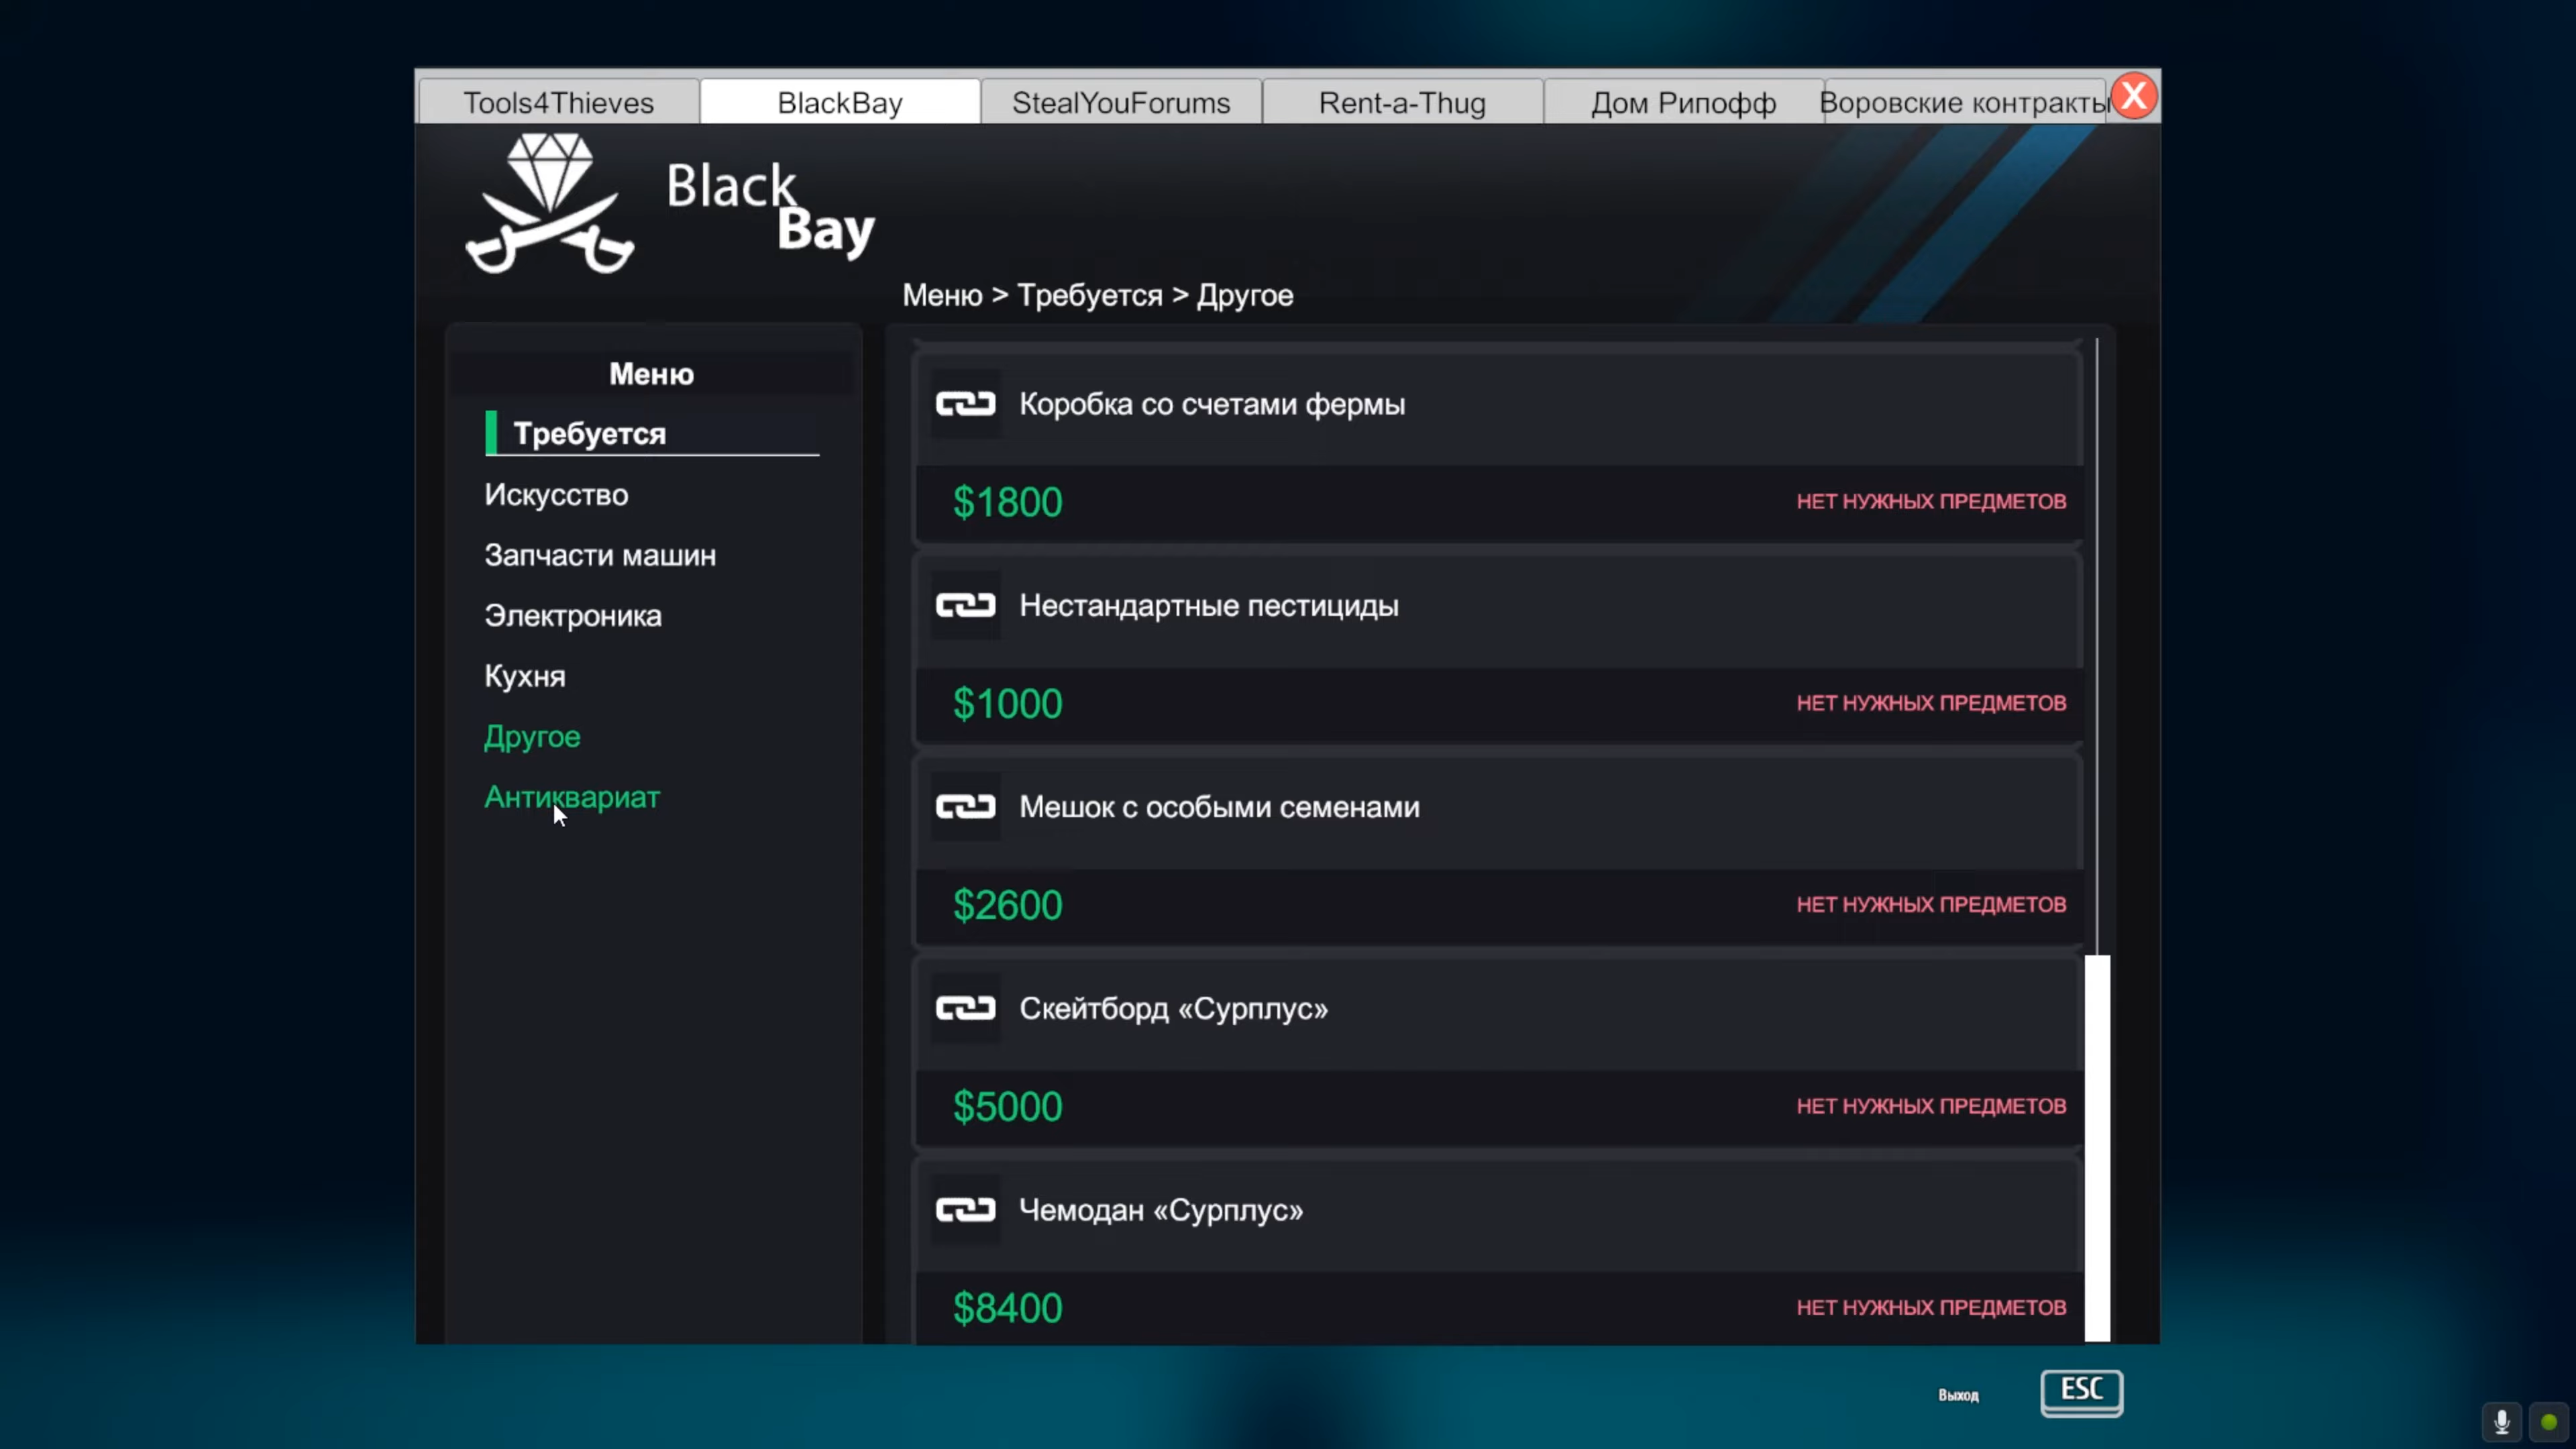 Tools4Thieves
BlackBay
StealYouForums
Rent-a-Thug
Дом Рипофф
Воровские контракты
X
Black
Bay
Меню > Требуется > Другое
Меню
Требуется
Искусство
Запчасти машин
Электроника
Кухня
Другое
Антиквариат
Коробка со счетами фермы
$1800
НЕТ НУЖНЫХ ПРЕДМЕТОВ
Нестандартные пестициды
$1000
НЕТ НУЖНЫХ ПРЕДМЕТОВ
Мешок с особыми семенами
$2600
НЕТ НУЖНЫХ ПРЕДМЕТОВ
Скейтборд «Сурплус»
$5000
НЕТ НУЖНЫХ ПРЕДМЕТОВ
Чемодан «Сурплус»
$8400
НЕТ НУЖНЫХ ПРЕДМЕТОВ
Выход
ESC